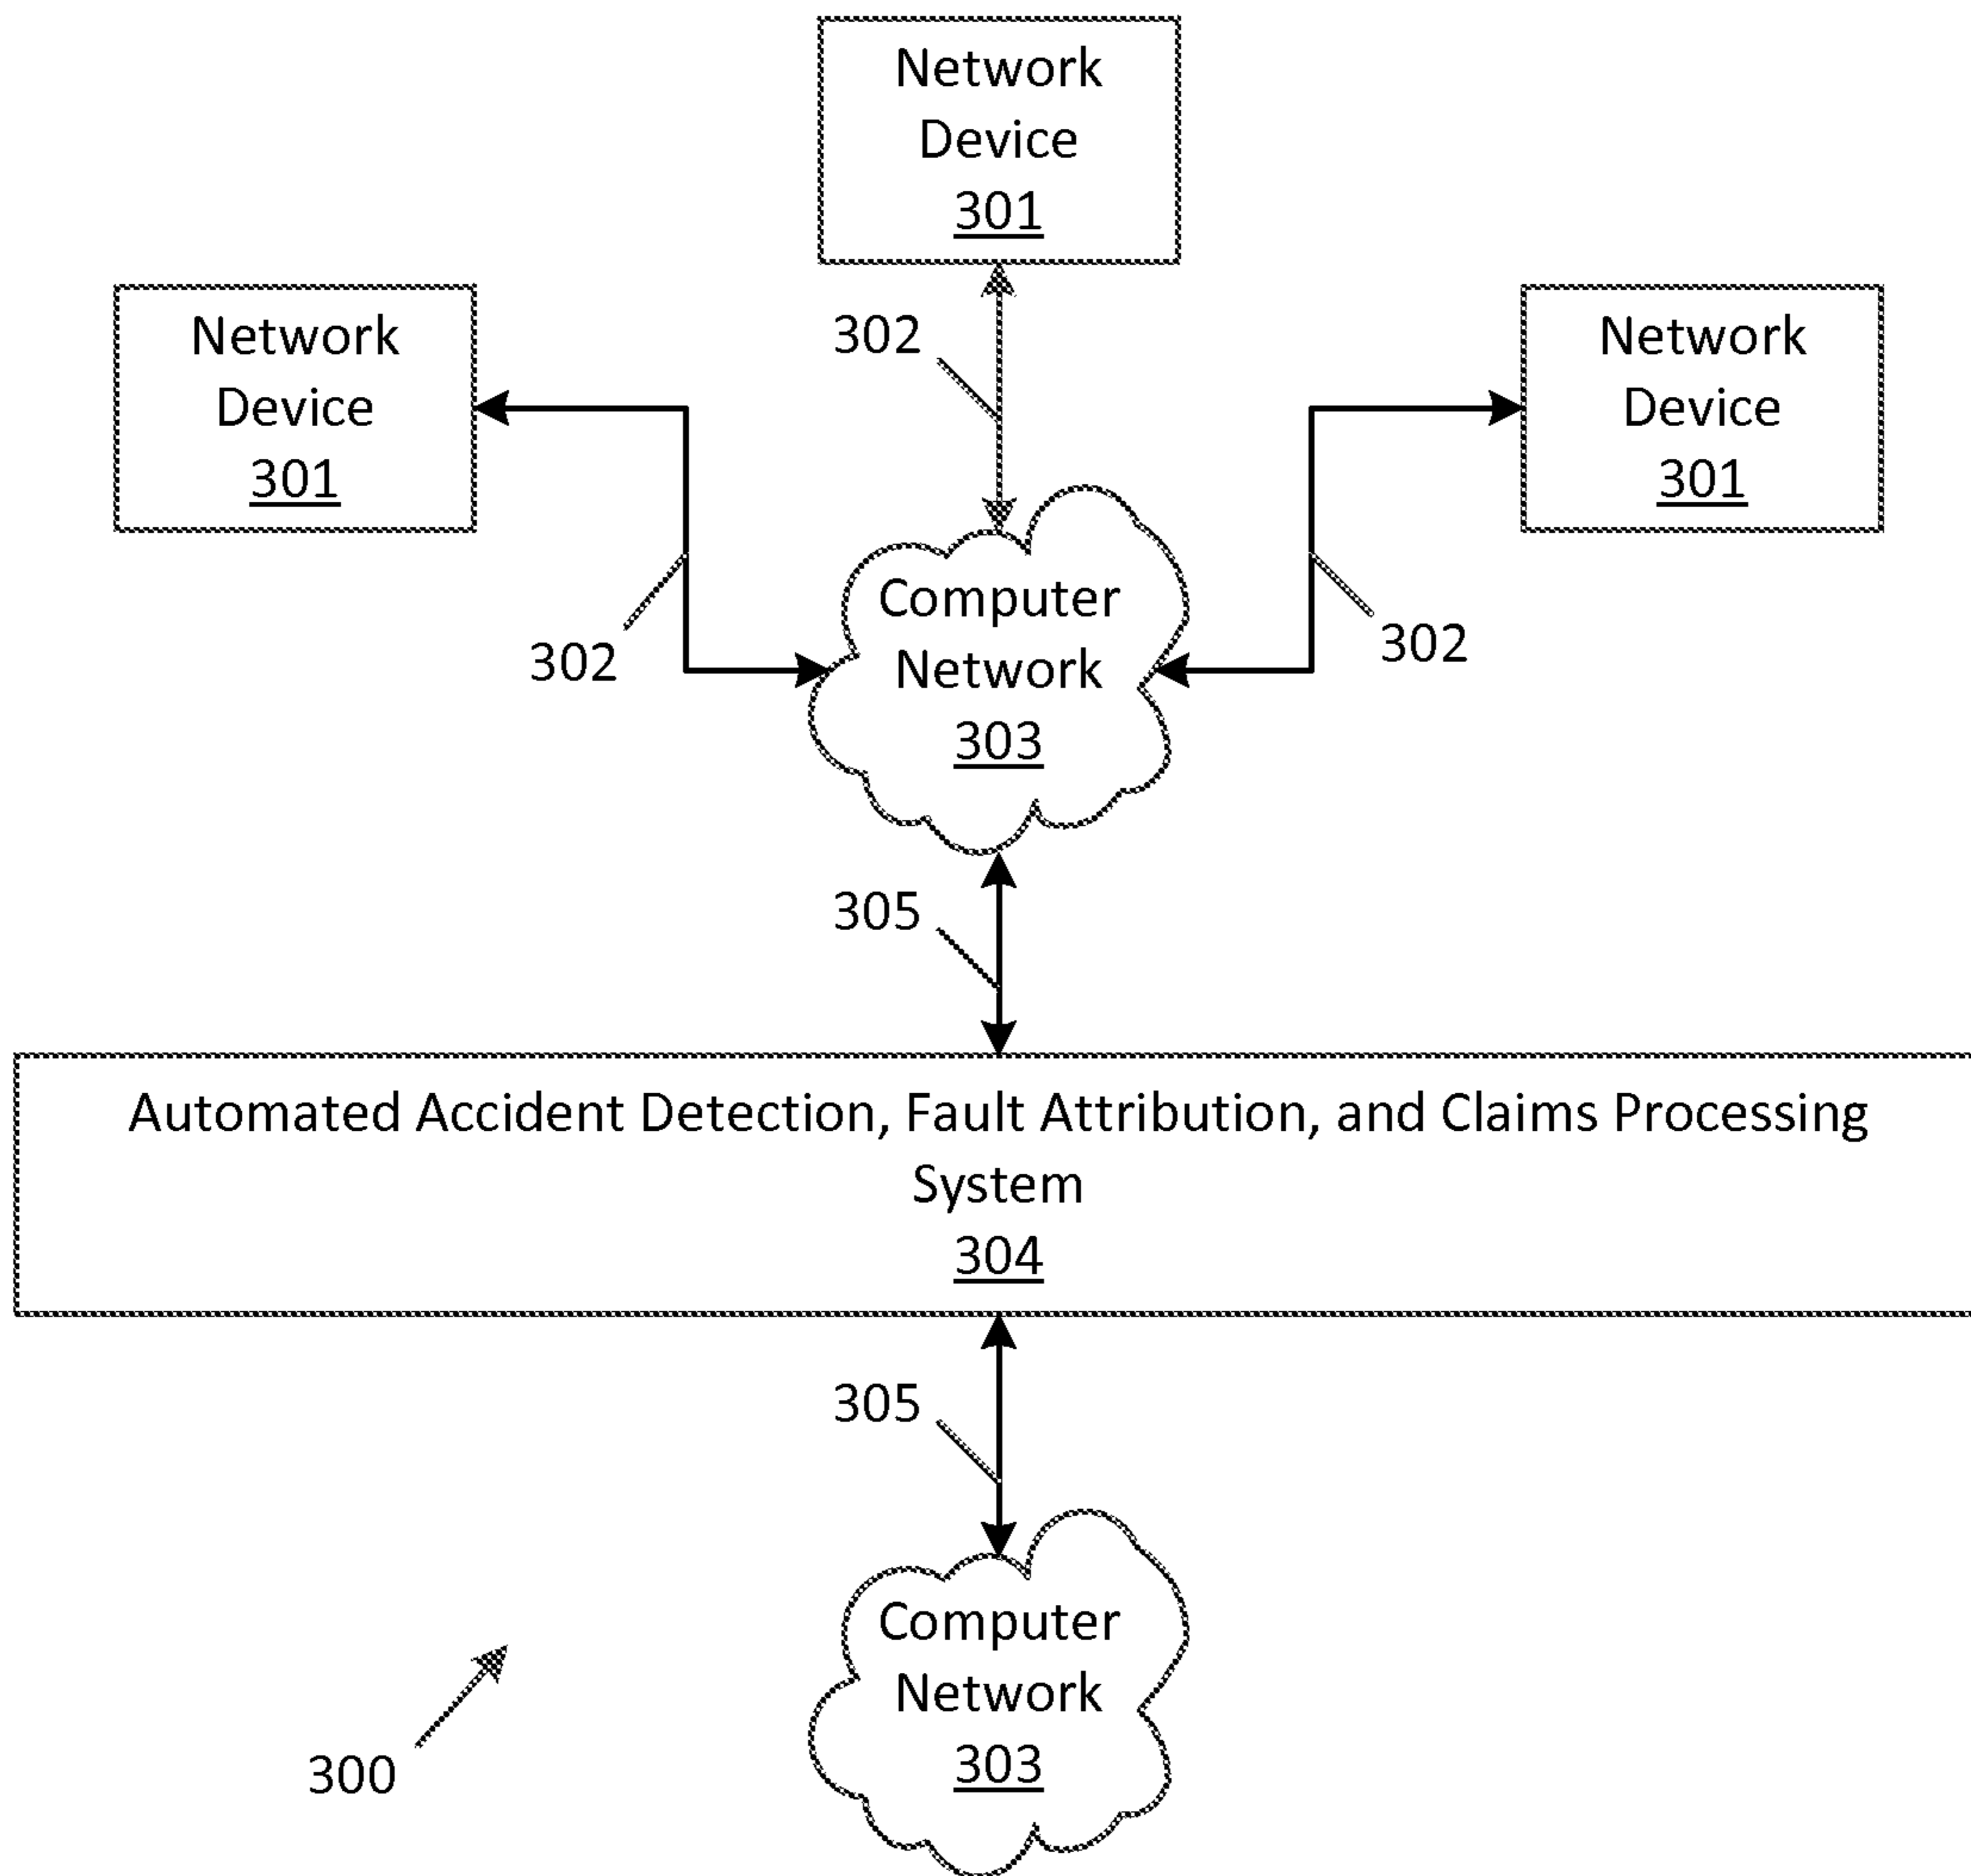 Network
Device
301
Network
Device
301
302
Network
Device
301
302
Computer
Network
303
302
305
Automated Accident Detection, Fault Attribution, and Claims Processing
System
304
305
Computer
Network
303
300